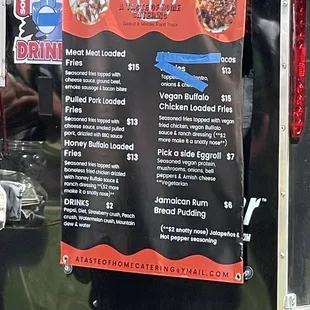 A TASTE OF HOME
CATERING
DRIN
Meat Meat Loaded
Fries $15
Seasoned fries topped with
cheese sauce, ground beef,
smoke sausage & bacon bites
Pulled Pork Loaded
Fries $13
Seasoned fries topped with
cheese sauce, smoked pulled
pork, drizzled with BBQ sauce
Honey Buffalo Loaded
Fries $13
Seasoned fries topped with
boneless fried chicken drizzled
with honey Buffalo sauce &
ranch dressing **($2 more
make it a snotty nose)
DRINKS $2
Pepsi, Diet, Strawberry crush, Peach
crush, Watermelon crush, Mountain
dew & water
Tacos
$13
onions & chee
Vegan Buffalo $15
Chicken Loaded Fries
Seasoned fries topped with vegan
fried chicken, vegan Buffalo
sauce & ranch dressing (**$2
more make it a snotty nose)
Pick a side Eggroll $7
Seasoned vegan protein,
mushrooms, onions, bell
peppers & Amish cheese
**Vegetarian
Jamaican Rum $6
Bread Pudding
(**$2 snotty nose) Jalapeños &
Hot pepper seasoning
ATASTEOFHOMECATERING@YMAIL.COM